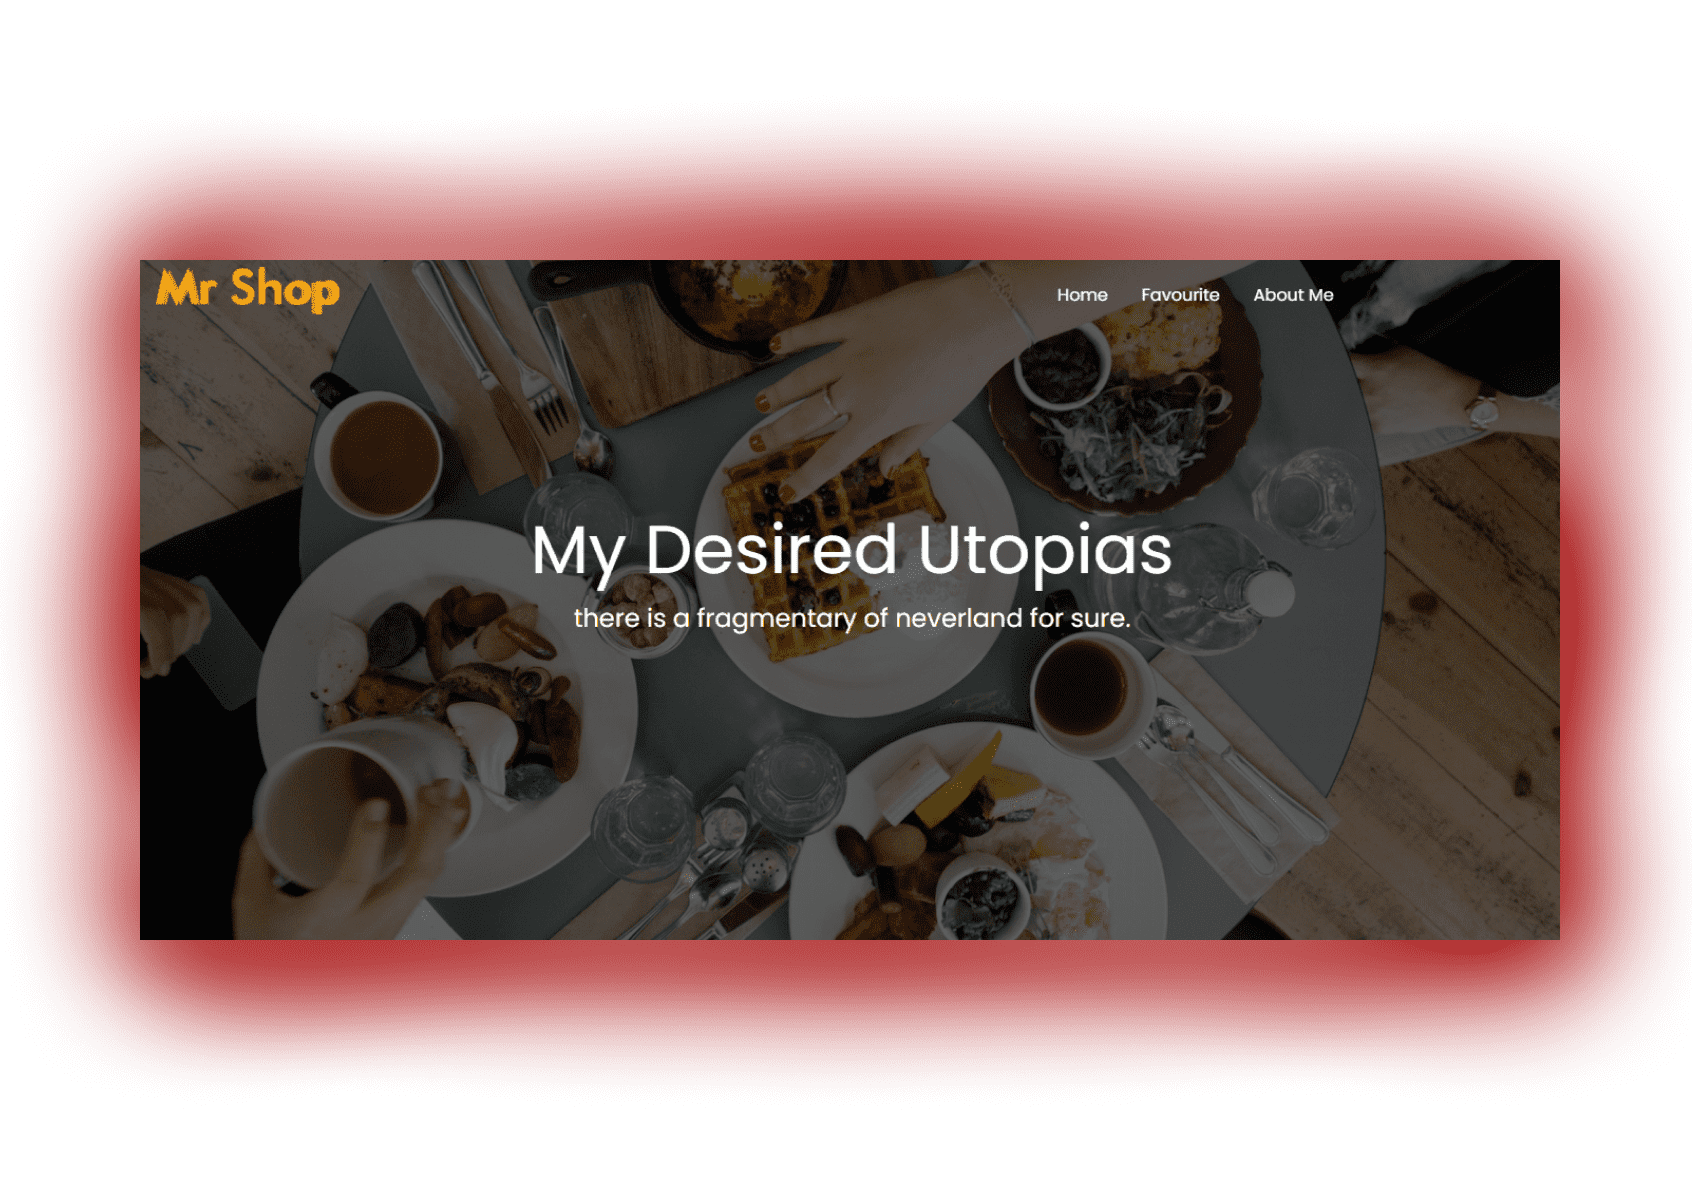 Mr Shop
Home Favourite About Me
My Desired Utopias
there is a fragmentary of neverland for sure.